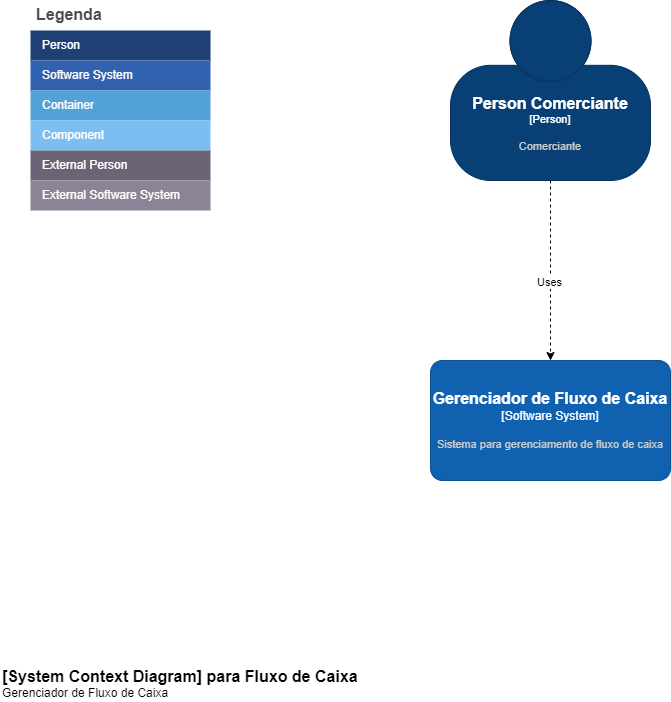 Legenda
Person
Software System
Container
Component
External Person
External Software System
Person Comerciante
[Person]
Comerciante
Uses
Gerenciador de Fluxo de Caixa
[Software System]
Sistema para gerenciamento de fluxo de caixa
[System Context Diagram] para Fluxo de Caixa
Gerenciador de Fluxo de Caixa